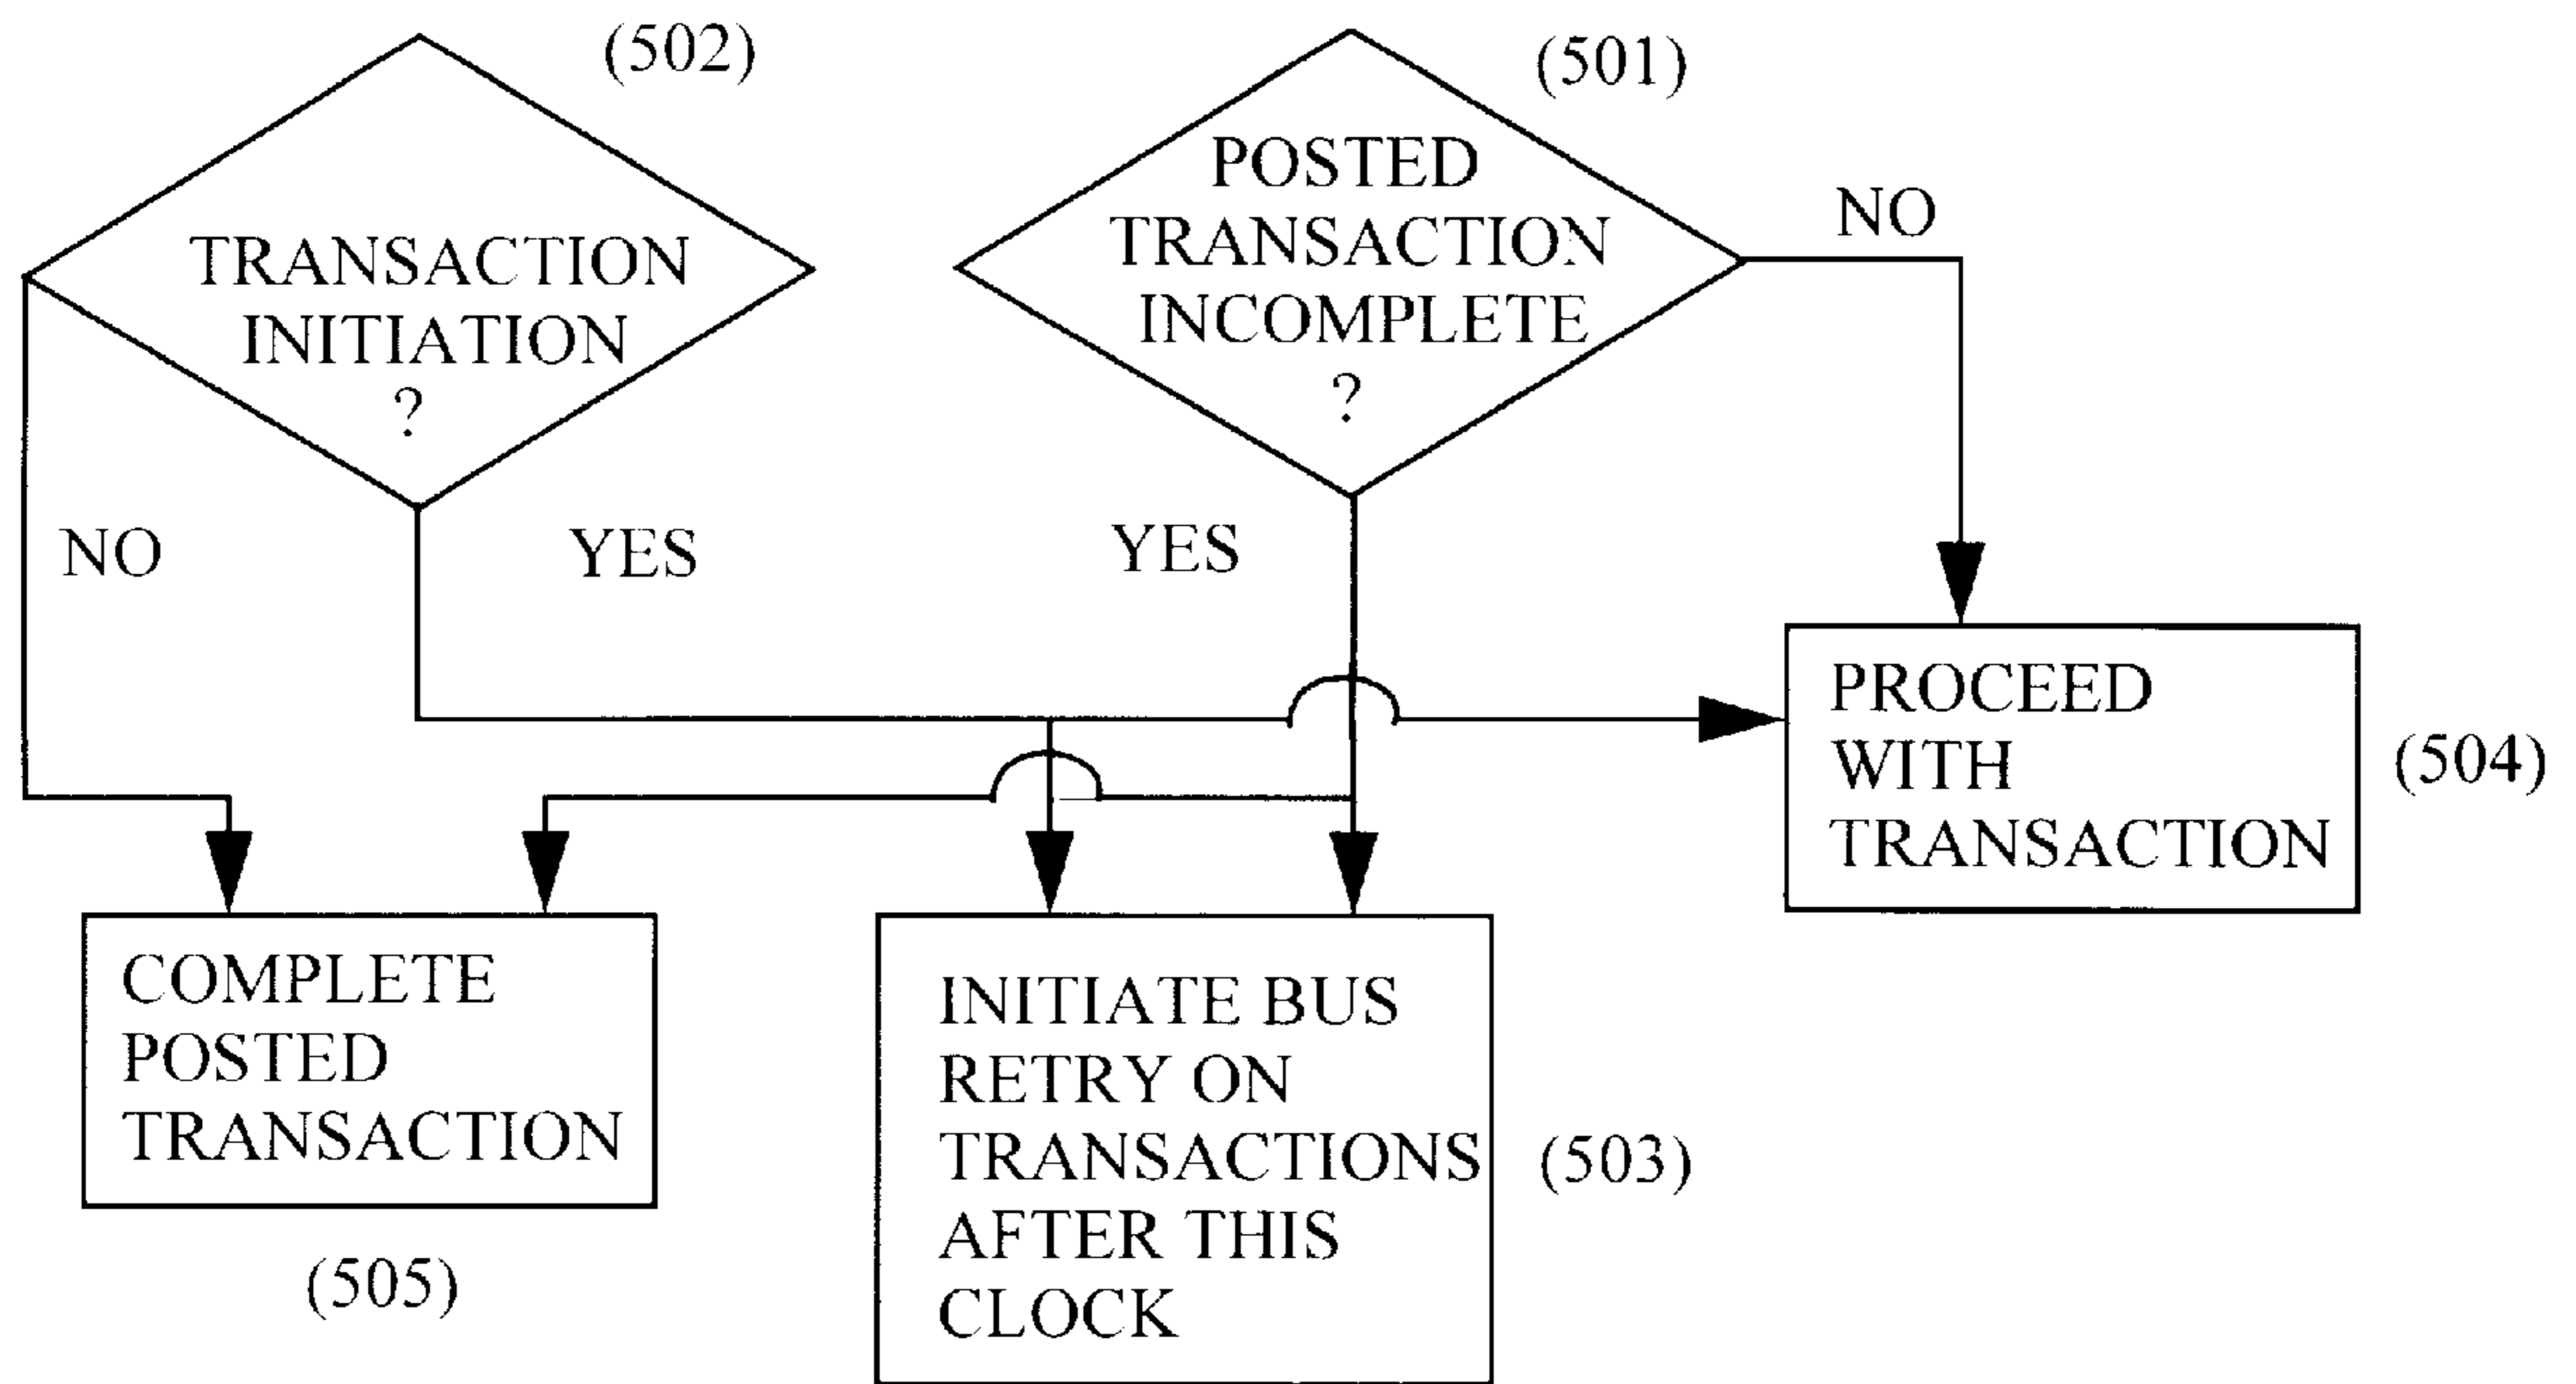 (502)
TRANSACTION
INITIATION
?
(501)
POSTED
TRANSACTION
INCOMPLETE
?
NO
NO
YES
YES
PROCEED
WITH
TRANSACTION
(504)
COMPLETE
POSTED
TRANSACTION
(505)
INITIATE BUS
RETRY ON
TRANSACTIONS
AFTER THIS
CLOCK
(503)